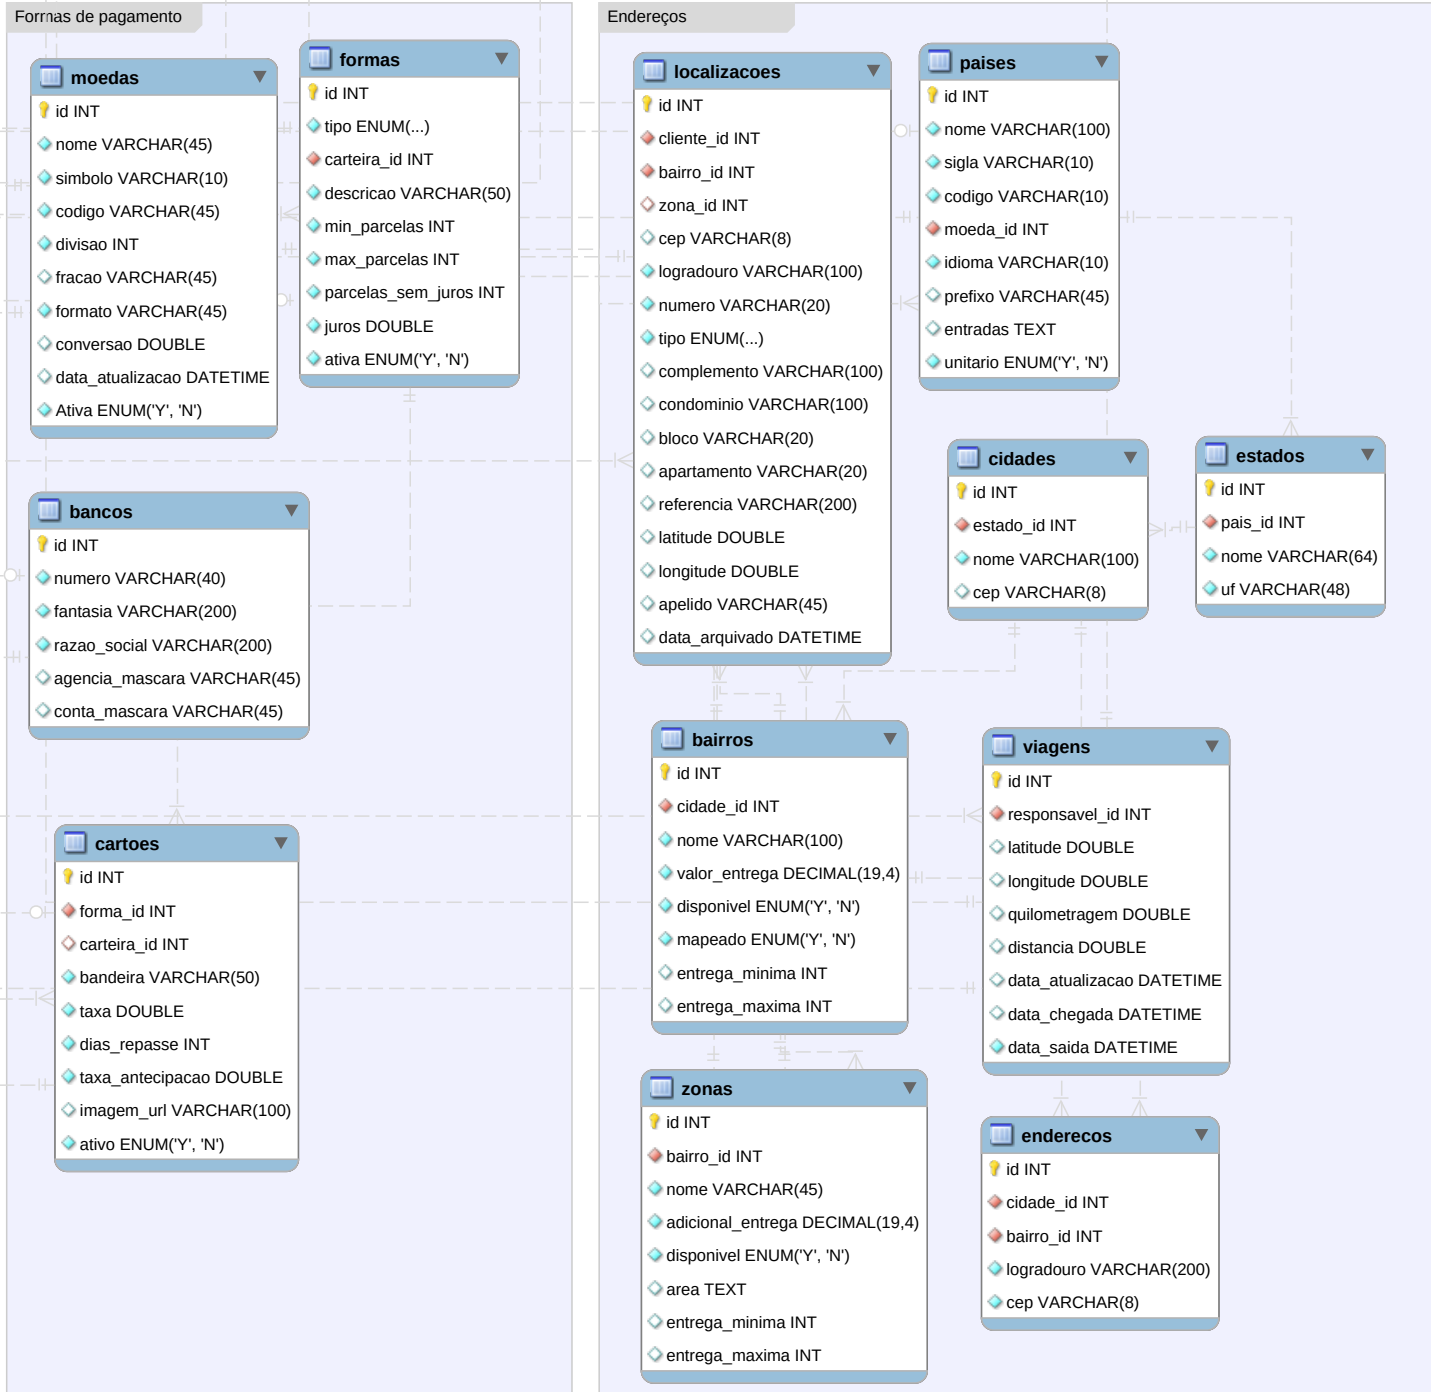 Formas de pagamento
moedas
id INT
nome VARCHAR(45)
simbolo VARCHAR(10)
codigo VARCHAR(45)
divisao INT
fracao VARCHAR(45)
formato VARCHAR(45)
conversao DOUBLE
data_atualizacao DATETIME
Ativa ENUM('Y', 'N')
formas
id INT
tipo ENUM(...)
carteira_id INT
descricao VARCHAR(50)
min_parcelas INT
max_parcelas INT
parcelas_sem_juros INT
juros DOUBLE
ativa ENUM('Y', 'N')
bancos
id INT
numero VARCHAR(40)
fantasia VARCHAR(200)
razao_social VARCHAR(200)
agencia_mascara VARCHAR(45)
conta_mascara VARCHAR(45)
cartoes
id INT
forma_id INT
carteira_id INT
bandeira VARCHAR(50)
taxa DOUBLE
dias_repasse INT
taxa_antecipacao DOUBLE
imagem_url VARCHAR(100)
ativo ENUM('Y', 'N')
Endereços
localizacoes
id INT
cliente_id INT
bairro_id INT
zona_id INT
cep VARCHAR(8)
logradouro VARCHAR(100)
numero VARCHAR(20)
tipo ENUM(...)
complemento VARCHAR(100)
condominio VARCHAR(100)
bloco VARCHAR(20)
apartamento VARCHAR(20)
referencia VARCHAR(200)
latitude DOUBLE
longitude DOUBLE
apelido VARCHAR(45)
data_arquivado DATETIME
paises
id INT
nome VARCHAR(100)
sigla VARCHAR(10)
codigo VARCHAR(10)
moeda_id INT
idioma VARCHAR(10)
prefixo VARCHAR(45)
entradas TEXT
unitario ENUM('Y', 'N')
cidades
id INT
estado_id INT
nome VARCHAR(100)
cep VARCHAR(8)
estados
id INT
pais_id INT
nome VARCHAR(64)
uf VARCHAR(48)
bairros
id INT
cidade_id INT
nome VARCHAR(100)
valor_entrega DECIMAL(19,4)
disponivel ENUM('Y', 'N')
mapeado ENUM('Y', 'N')
entrega_minima INT
entrega_maxima INT
viagens
id INT
responsavel_id INT
latitude DOUBLE
longitude DOUBLE
quilometragem DOUBLE
distancia DOUBLE
data_atualizacao DATETIME
data_chegada DATETIME
data_saida DATETIME
zonas
id INT
bairro_id INT
nome VARCHAR(45)
adicional_entrega DECIMAL(19,4)
disponivel ENUM('Y', 'N')
area TEXT
entrega_minima INT
entrega_maxima INT
enderecos
id INT
cidade_id INT
bairro_id INT
logradouro VARCHAR(200)
cep VARCHAR(8)